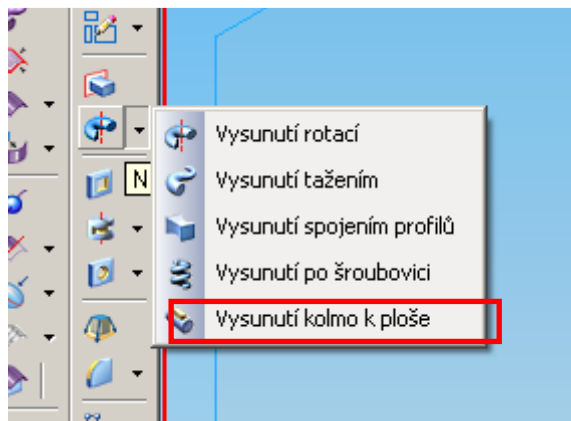 Vysunutí rotací
N
Vysunutí tažením
Vysunutí spojením profilů
Vysunutí po šroubovici
Vysunutí kolmo k ploše